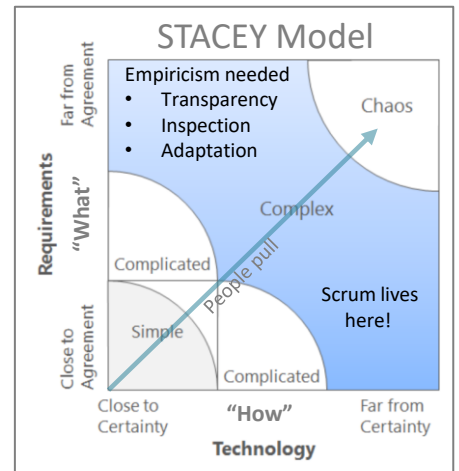 STACEY Model
Empiricism needed
• Transparency
• Inspection
• Adaptation
Chaos
Complex
People pull
Complicated
Scrum lives
here!
Simple
Complicated
Far from
Agreement
Requirements
“What”
Close to
Agreement
Close to
Certainty
“How”
Far from
Certainty
Technology